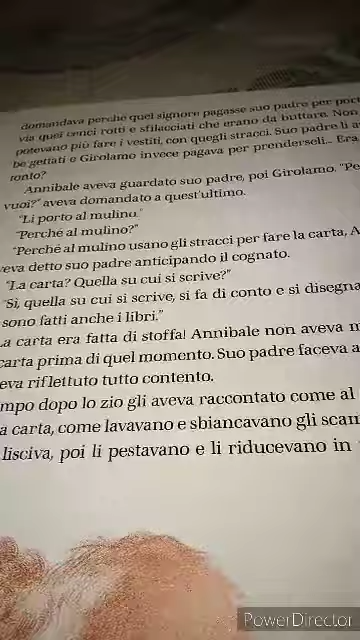 domandava perché quel signore pagasse suo padre per port
via quei cenci rotti e sfilacciati che erano da buttare. Non
potevano più fare i vestiti, con quegli stracci. Suo padre li a
be gettati e Girolamo invece pagava per prenderseli... Era
tonto?
Annibale aveva guardato suo padre, poi Girolamo. "Pe
vuoi?" aveva domandato a quest'ultimo.
"Li porto al mulino."
"Perché al mulino?"
"Perché al mulino usano gli stracci per fare la carta, A
eva detto suo padre anticipando il cognato.
"La carta? Quella su cui si scrive?"
"Sì, quella su cui si scrive, si fa di conto e si disegna
sono fatti anche i libri."
a carta era fatta di stoffa! Annibale non aveva m
carta prima di quel momento. Suo padre faceva a
eva riflettuto tutto contento.
mpo dopo lo zio gli aveva raccontato come al
a carta, come lavavano e sbiancavano gli scam
lisciva, poi li pestavano e li riducevano in
PowerDirector